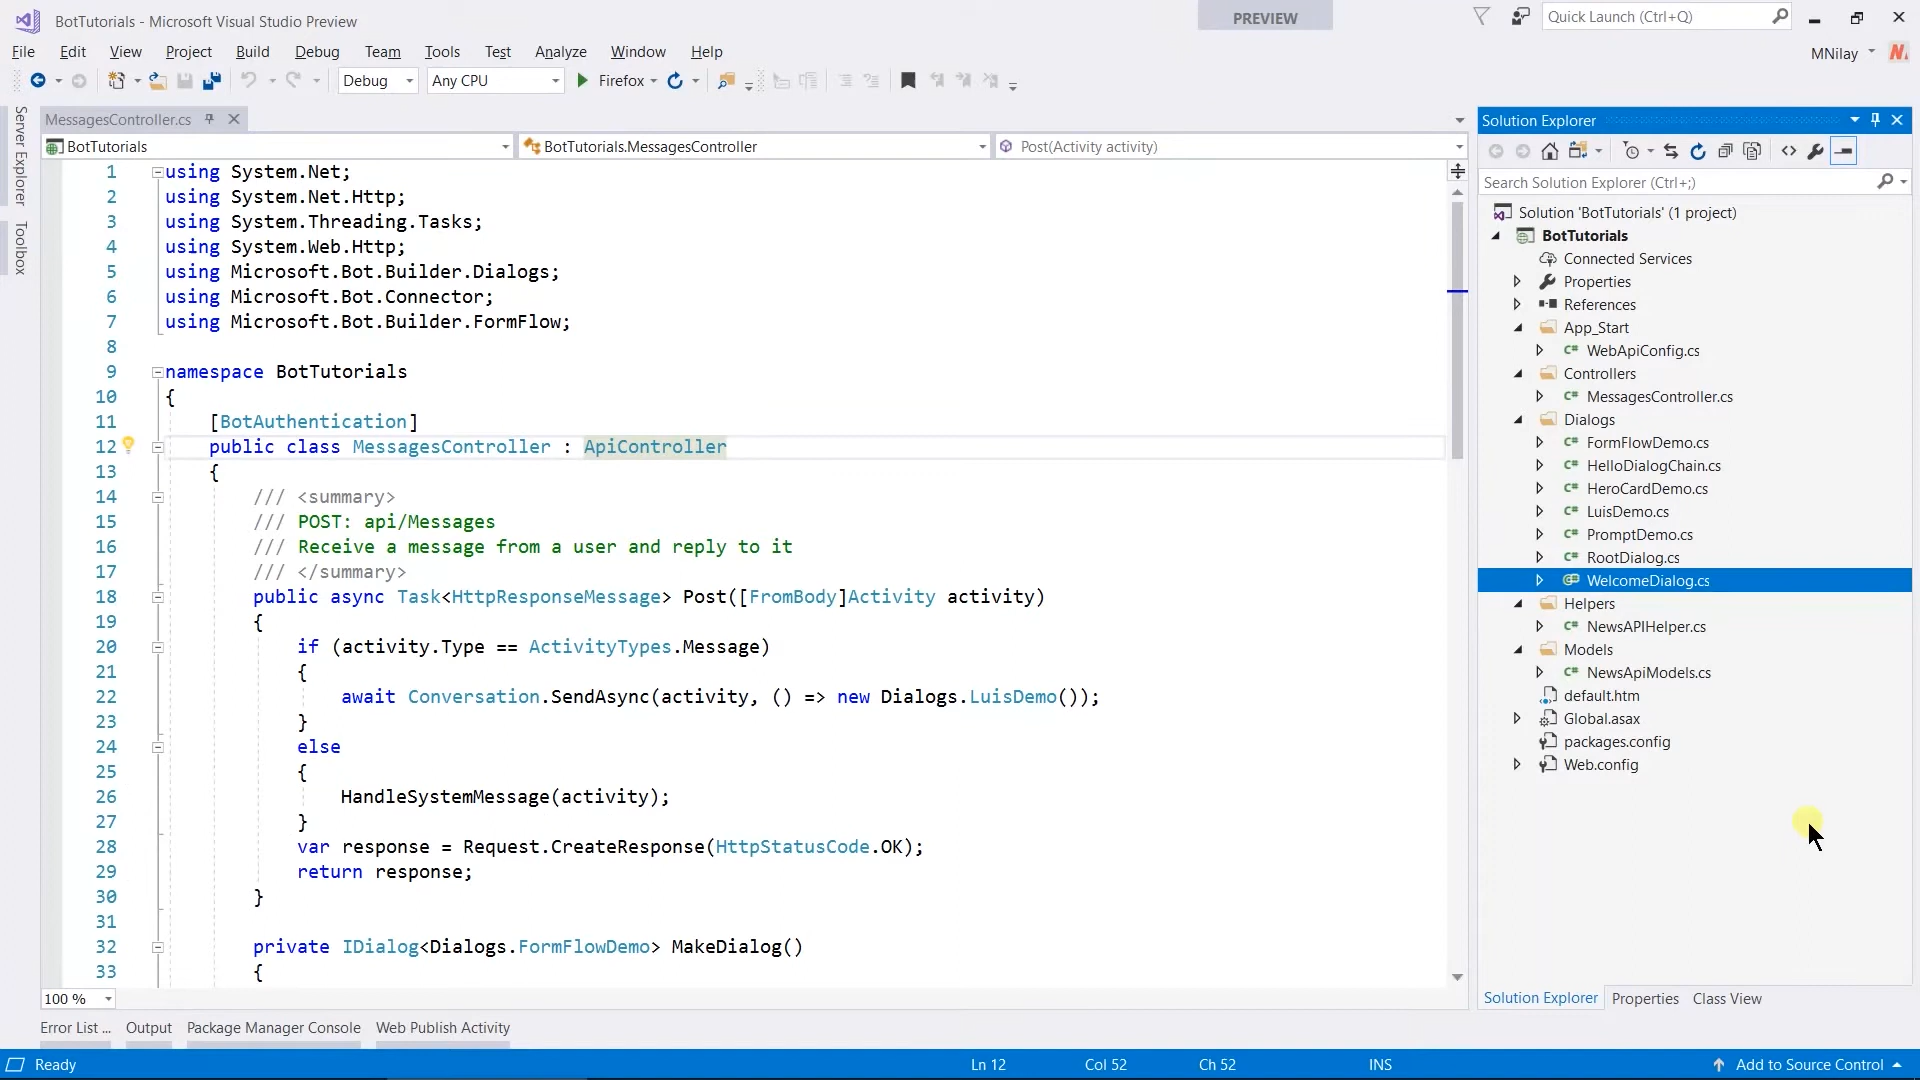 BotTutorials - Microsoft Visual Studio Preview
PREVIEW
Quick Launch (Ctrl+Q)
File Edit View Project Build Debug Team Tools Test Analyze Window Help
MNilay
Debug Any CPU Firefox
Server Explorer
Toolbox
MessagesController.cs
BotTutorials BotTutorials.MessagesController Post(Activity activity)
1 using System.Net;
2 using System.Net.Http;
3 using System.Threading.Tasks;
4 using System.Web.Http;
5 using Microsoft.Bot.Builder.Dialogs;
6 using Microsoft.Bot.Connector;
7 using Microsoft.Bot.Builder.FormFlow;
8
9 namespace BotTutorials
10 {
11 [BotAuthentication]
12 public class MessagesController : ApiController
13 {
14 /// <summary>
15 /// POST: api/Messages
16 /// Receive a message from a user and reply to it
17 /// </summary>
18 public async Task<HttpResponseMessage> Post([FromBody]Activity activity)
19 {
20 if (activity.Type == ActivityTypes.Message)
21 {
22 await Conversation.SendAsync(activity, () => new Dialogs.LuisDemo());
23 }
24 else
25 {
26 HandleSystemMessage(activity);
27 }
28 var response = Request.CreateResponse(HttpStatusCode.OK);
29 return response;
30 }
31
32 private IDialog<Dialogs.FormFlowDemo> MakeDialog()
33 {
100 %
Solution Explorer
Search Solution Explorer (Ctrl+;)
Solution 'BotTutorials' (1 project)
BotTutorials
Connected Services
Properties
References
App_Start
C# WebApiConfig.cs
Controllers
C# MessagesController.cs
Dialogs
C# FormFlowDemo.cs
C# HelloDialogChain.cs
C# HeroCardDemo.cs
C# LuisDemo.cs
C# PromptDemo.cs
C# RootDialog.cs
C# WelcomeDialog.cs
Helpers
C# NewsAPIHelper.cs
Models
C# NewsApiModels.cs
default.htm
Global.asax
packages.config
Web.config
Solution Explorer Properties Class View
Error List ... Output Package Manager Console Web Publish Activity
Ready Ln 12 Col 52 Ch 52 INS Add to Source Control